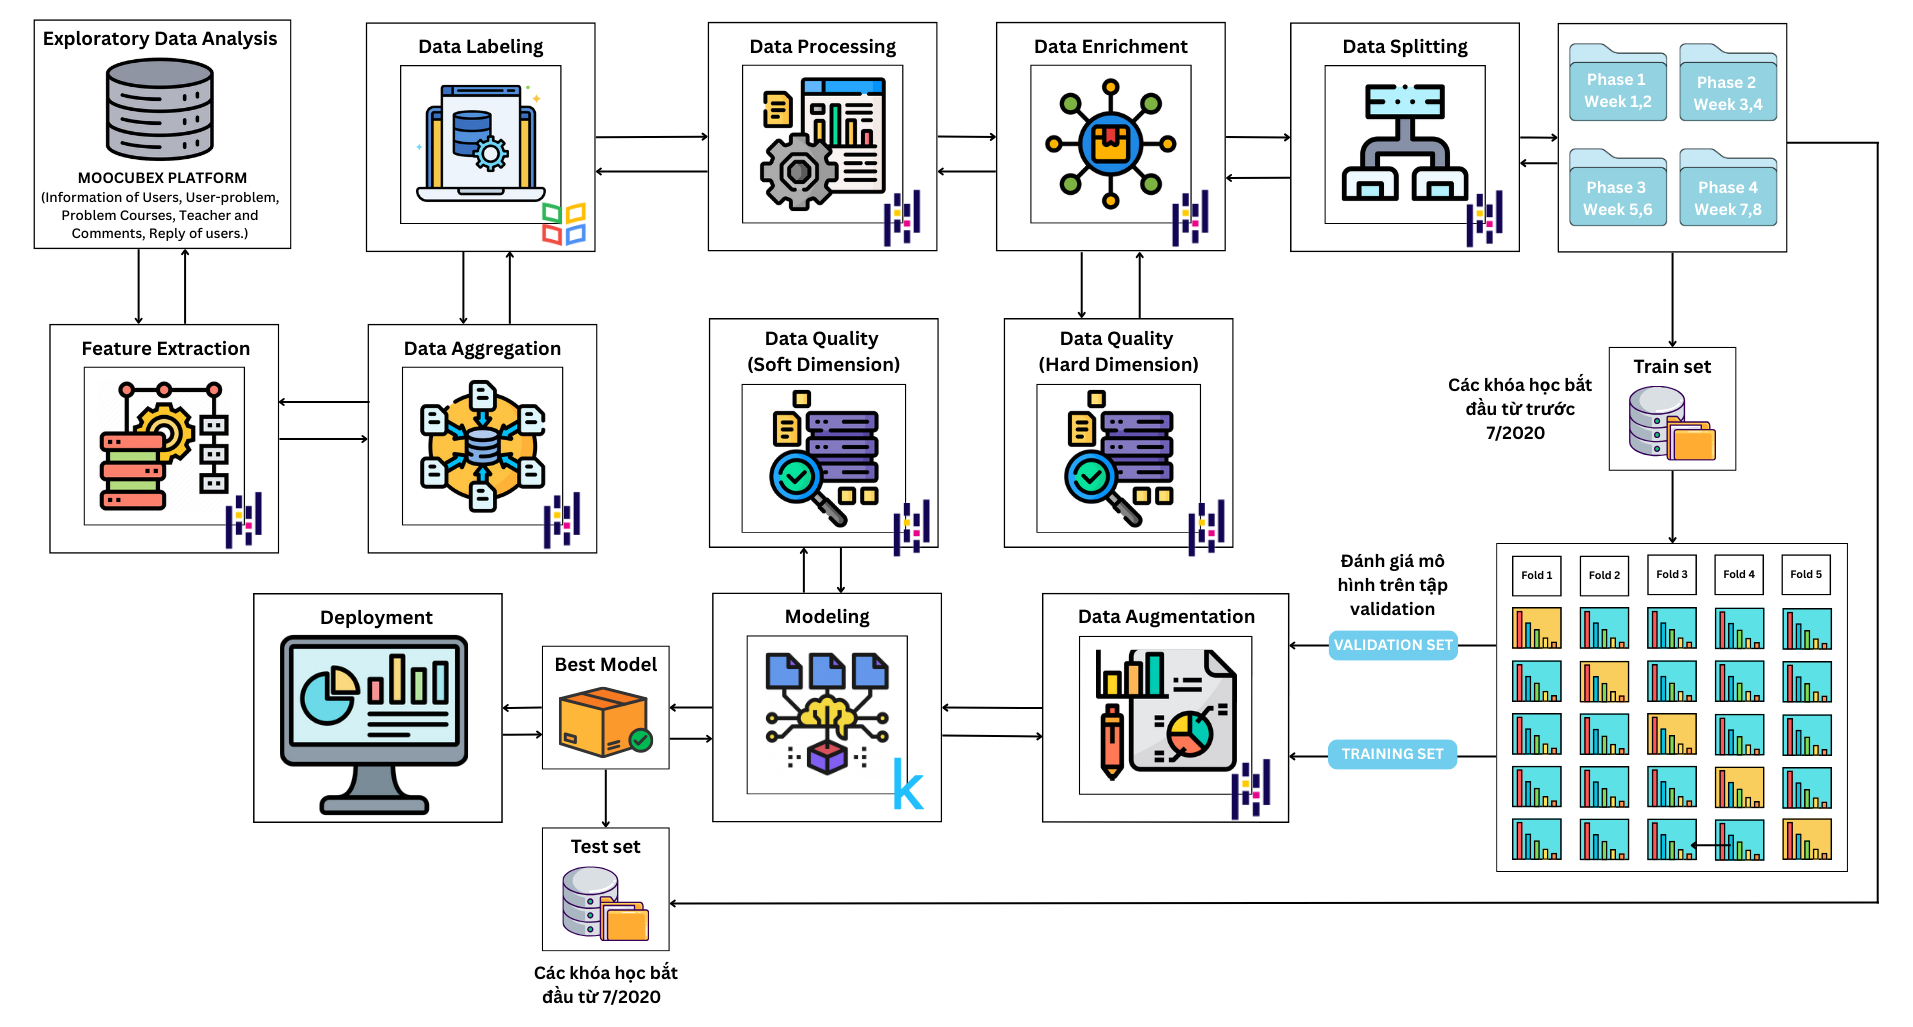 Exploratory Data Analysis
MOOCUBEX PLATFORM
(Information of Users, User-problem,
Problem Courses, Teacher and
Comments, Reply of users.)
Data Labeling
Data Processing
Data Enrichment
Data Splitting
Phase 1
Week 1,2
Phase 2
Week 3,4
Phase 3
Week 5,6
Phase 4
Week 7,8
Feature Extraction
Data Aggregation
Data Quality
(Soft Dimension)
Data Quality
(Hard Dimension)
Các khóa học bắt
đầu từ trước
7/2020
Train set
Deployment
Best Model
Modeling
k
Data Augmentation
Đánh giá mô
hình trên tập
validation
VALIDATION SET
TRAINING SET
Fold 1
Fold 2
Fold 3
Fold 4
Fold 5
Test set
Các khóa học bắt
đầu từ 7/2020